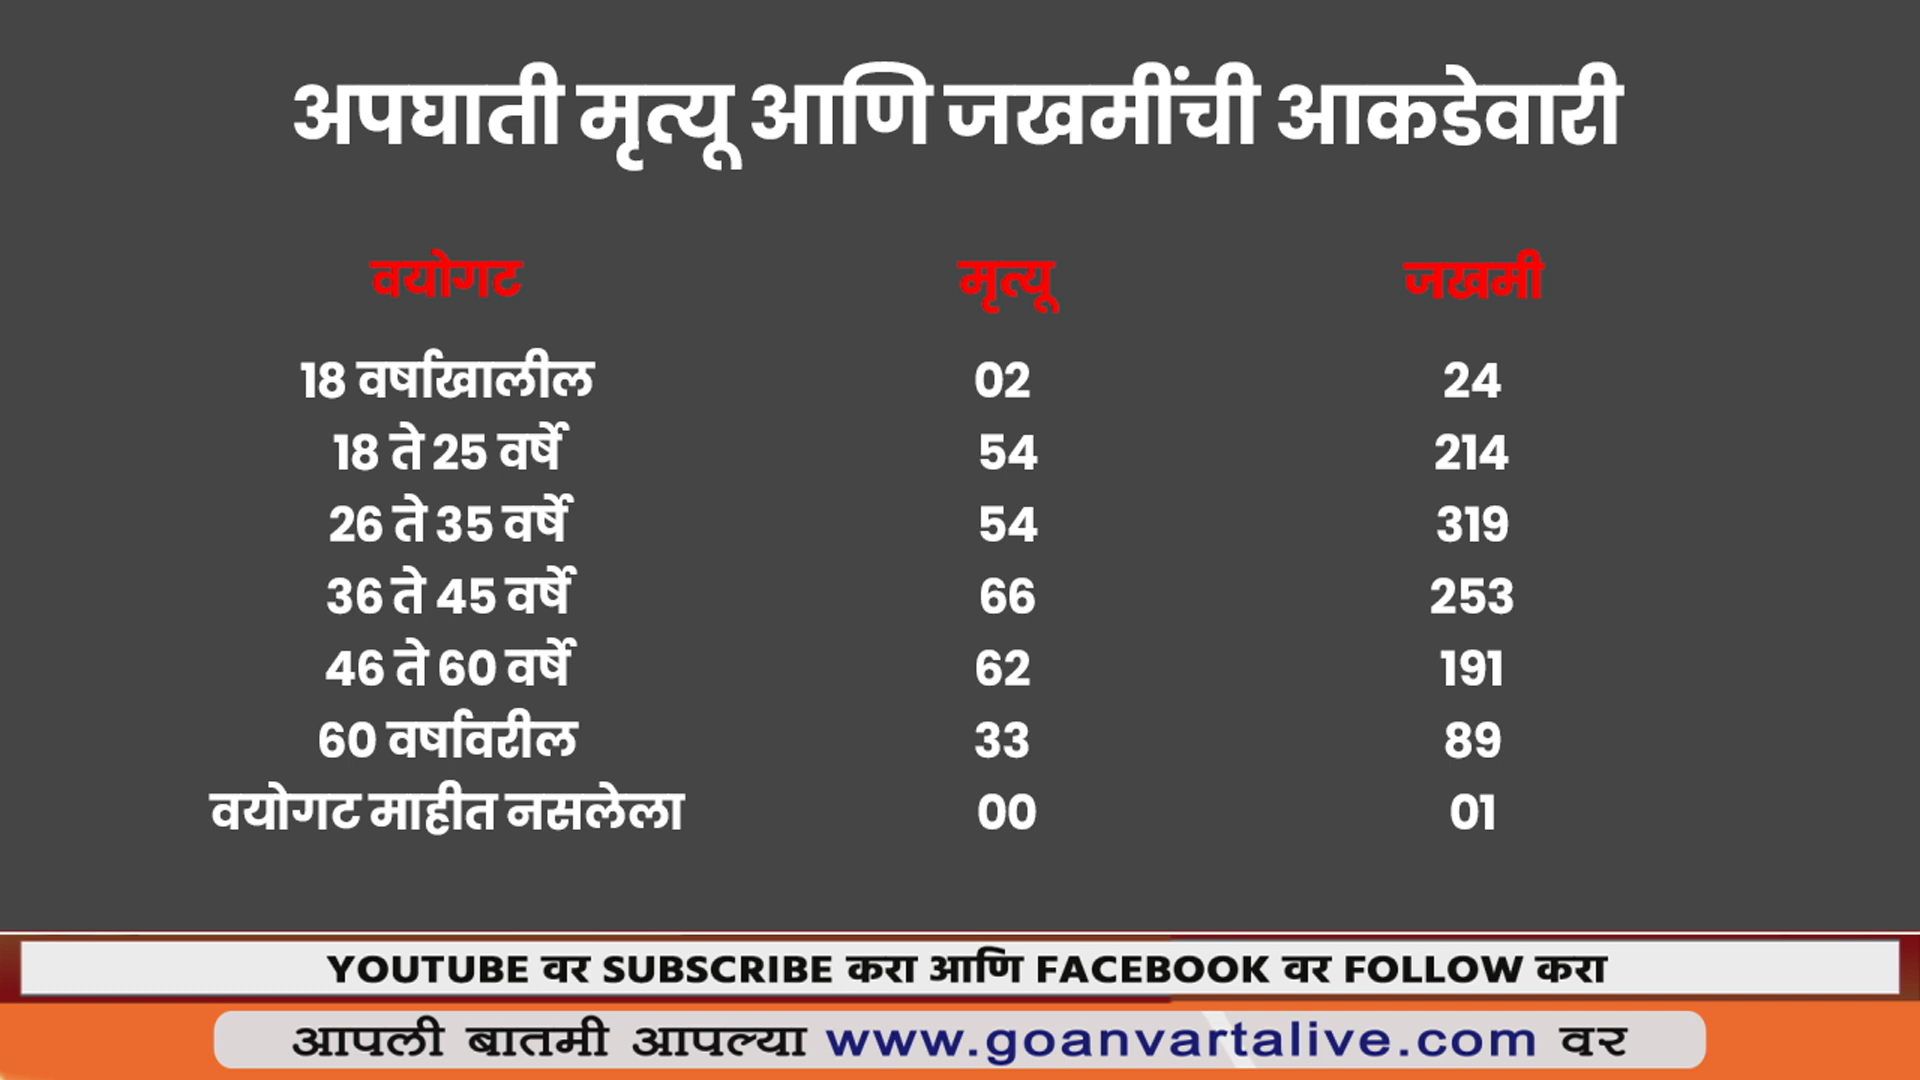 अपघाती मृत्यू आणि जखमींची आकडेवारी
वयोगट मृत्यू जखमी
18 वर्षाखालील 02 24
18 ते 25 वर्षे 54 214
26 ते 35 वर्षे 54 319
36 ते 45 वर्षे 66 253
46 ते 60 वर्षे 62 191
60 वर्षावरील 33 89
वयोगट माहीत नसलेला 00 01
YOUTUBE वर SUBSCRIBE करा आणि FACEBOOK वर FOLLOW करा
आपली बातमी आपल्या www.goanvartalive.com वर